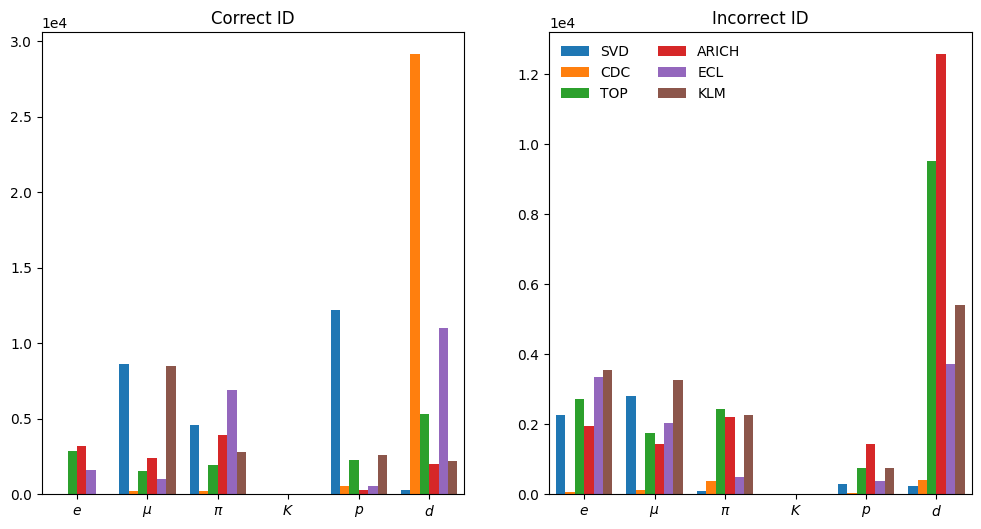 Correct ID
1e4
3.0
2.5
2.0
1.5
1.0
0.5
0.0
e μ π K p d
Incorrect ID
1e4
SVD ARICH
CDC ECL
TOP KLM
1.2
1.0
0.8
0.6
0.4
0.2
0.0
e μ π K p d